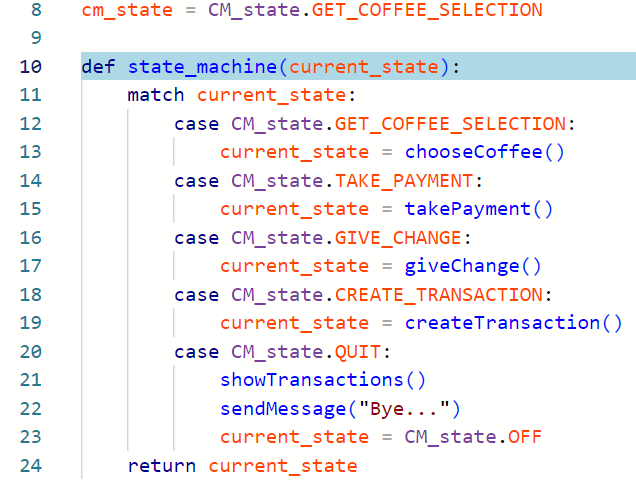 8 cm_state = CM_state.GET_COFFEE_SELECTION
9
10 def state_machine(current_state):
11     match current_state:
12         case CM_state.GET_COFFEE_SELECTION:
13             current_state = chooseCoffee()
14         case CM_state.TAKE_PAYMENT:
15             current_state = takePayment()
16         case CM_state.GIVE_CHANGE:
17             current_state = giveChange()
18         case CM_state.CREATE_TRANSACTION:
19             current_state = createTransaction()
20         case CM_state.QUIT:
21             showTransactions()
22             sendMessage("Bye...")
23             current_state = CM_state.OFF
24     return current_state